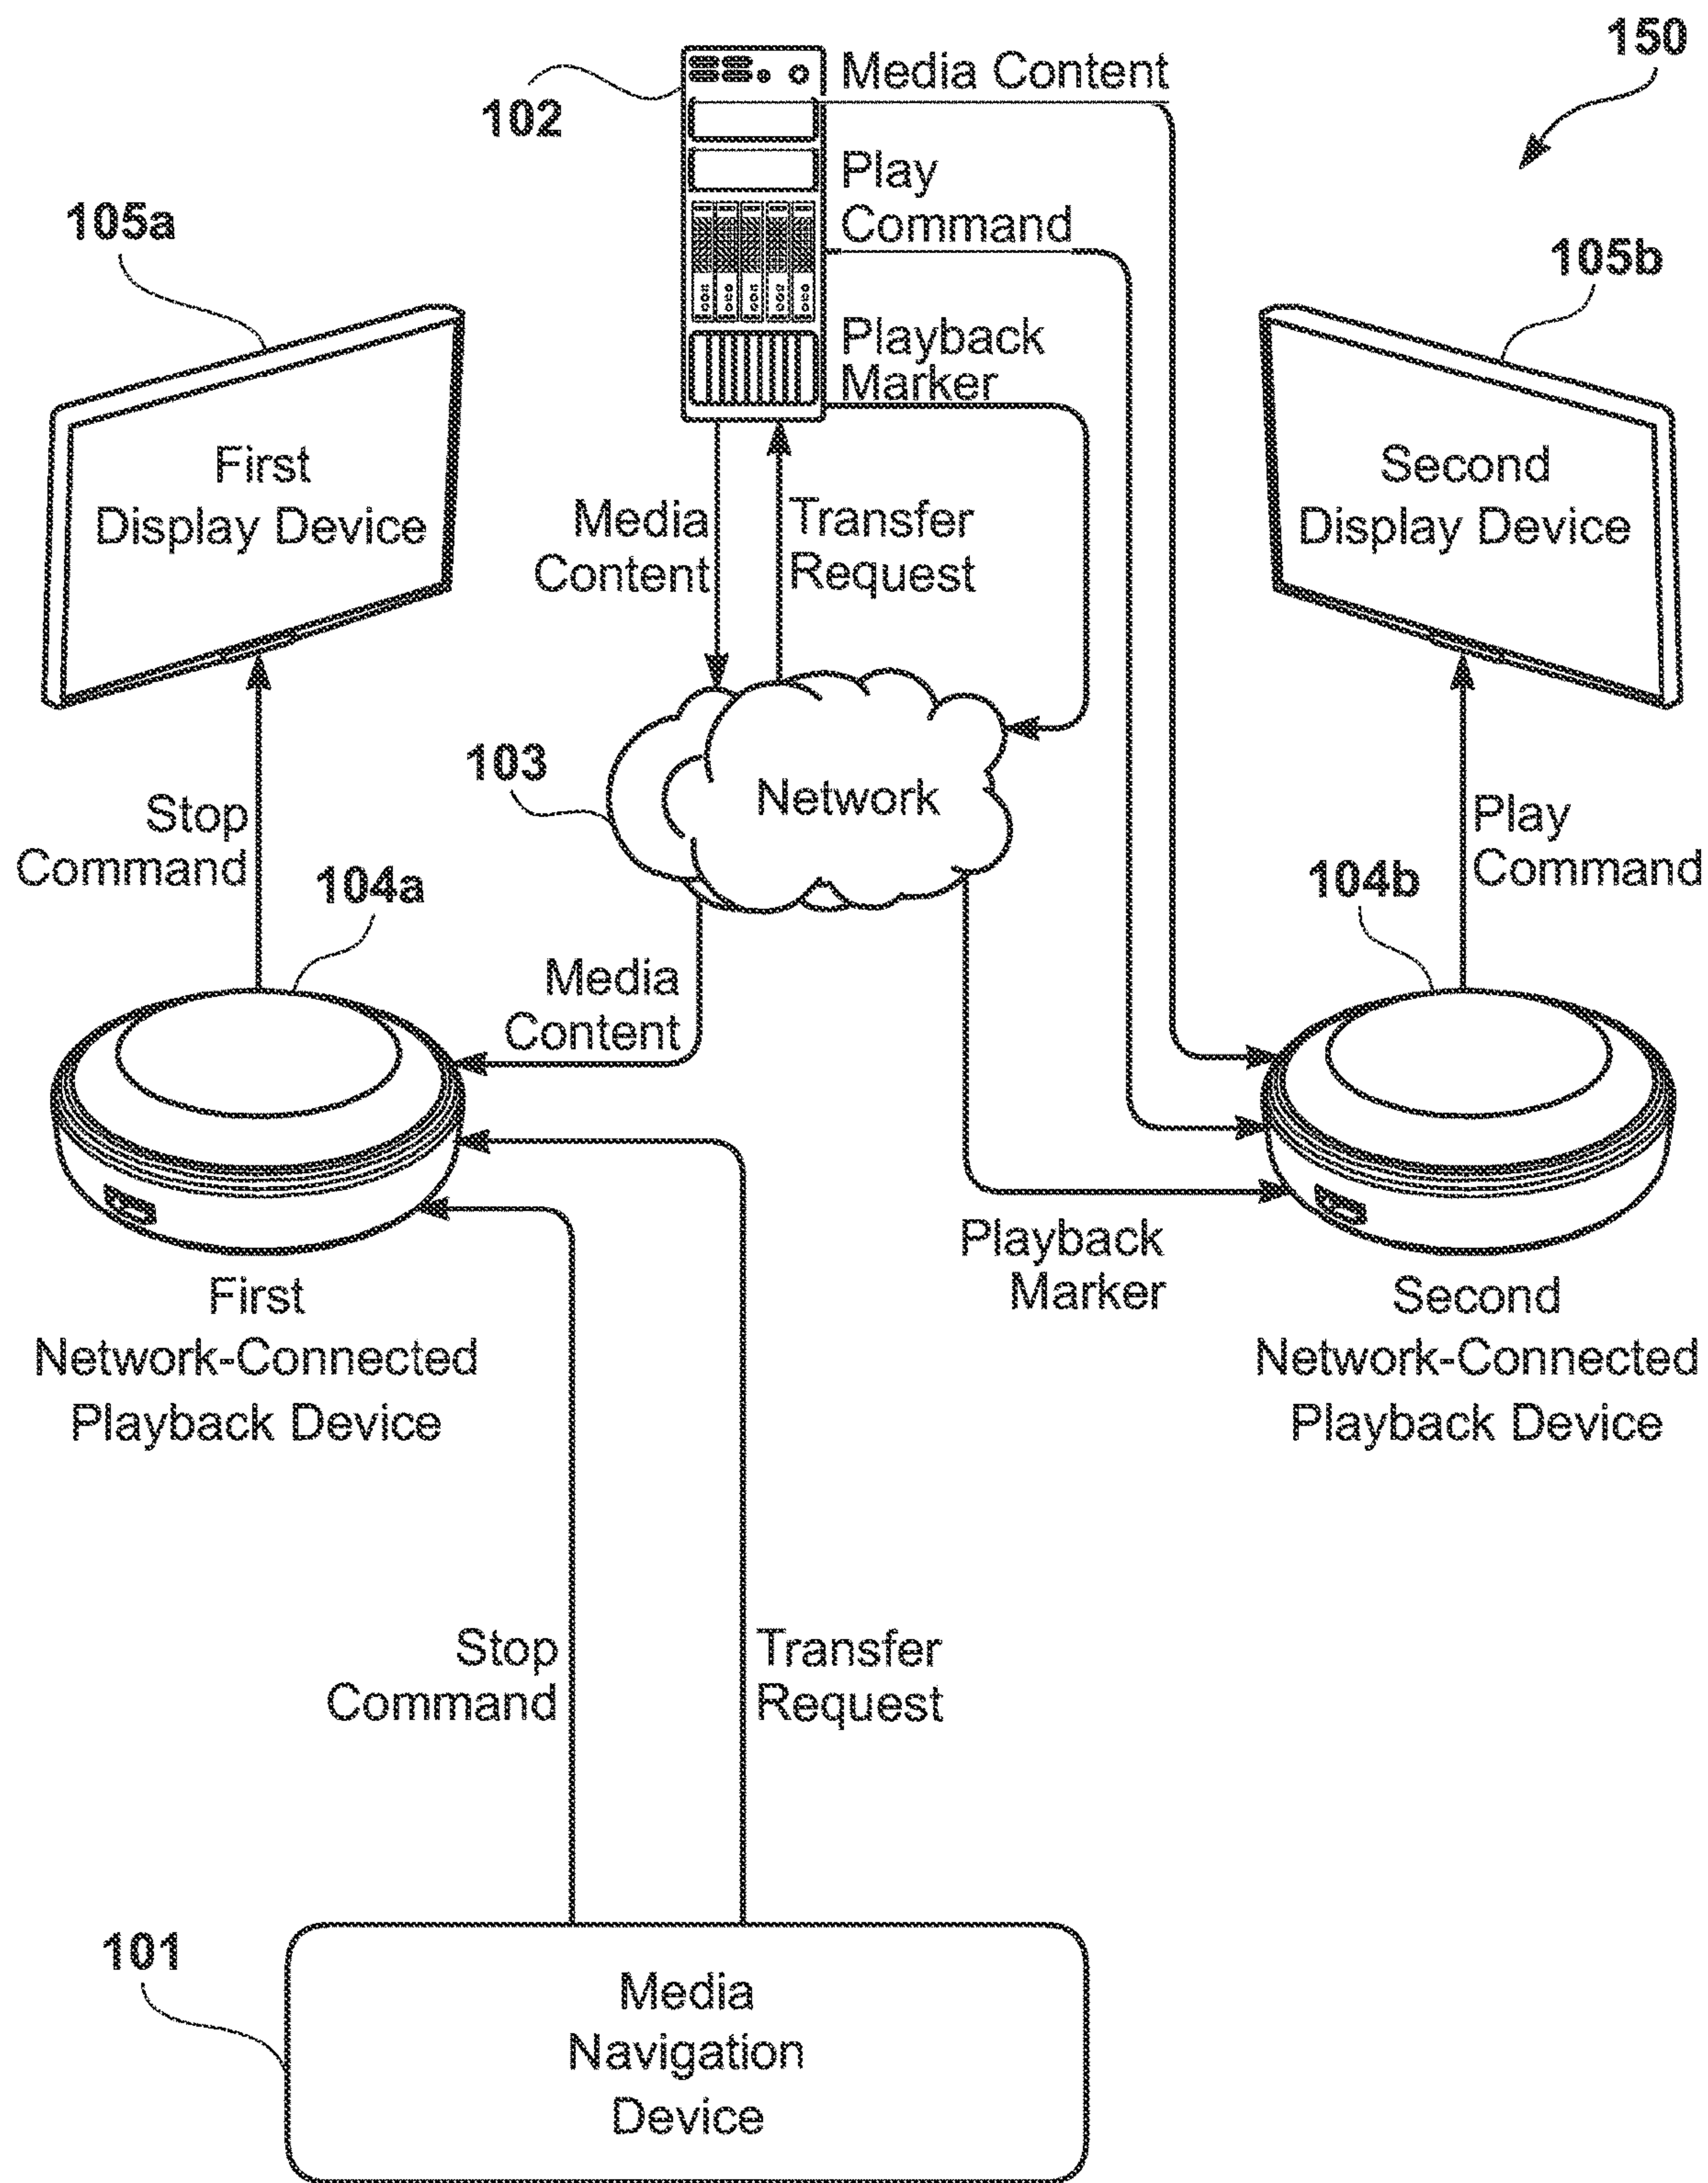 150
102
Media Content
Play
Command
Playback
Marker
105a
105b
First
Display Device
Second
Display Device
Media
Content
Transfer
Request
103
Network
Stop
Command
104a
Play
Command
104b
Media
Content
Playback
Marker
First
Network-Connected
Playback Device
Second
Network-Connected
Playback Device
Stop
Command
Transfer
Request
101
Media
Navigation
Device